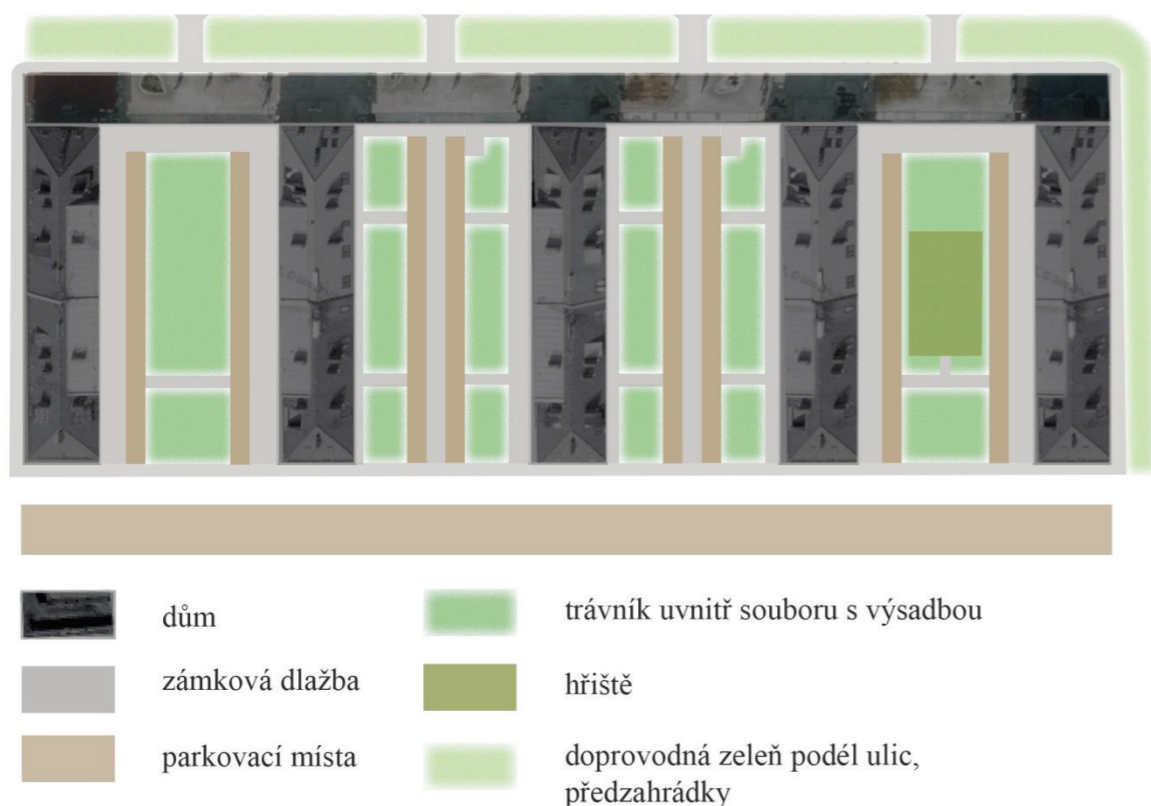 dům
zámková dlažba
parkovací místa
trávník uvnitř souboru s výsadbou
hřiště
doprovodná zeleň podél ulic,
předzahrádky